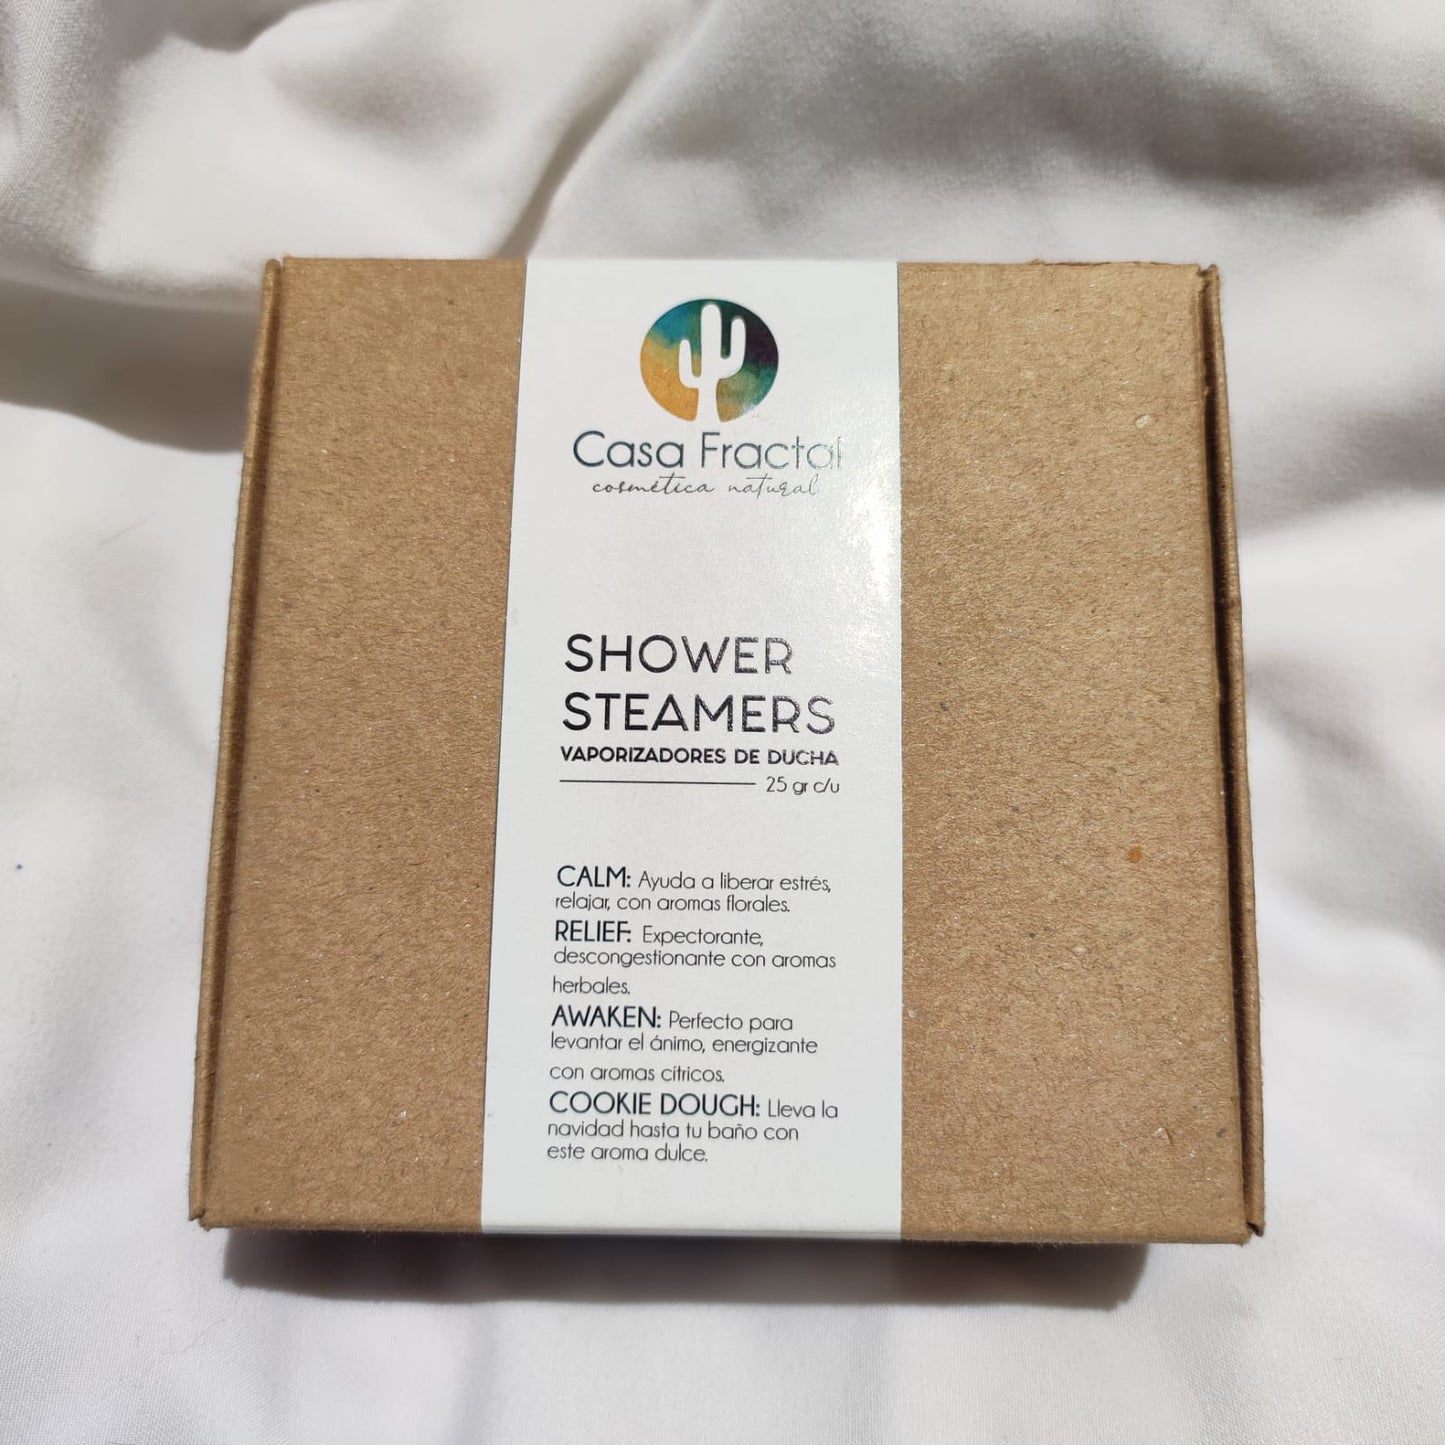 Casa Fractal
cosmética natural
SHOWER
STEAMERS
VAPORIZADORES DE DUCHA
25 gr c/u
CALM: Ayuda a liberar estrés,
relajar, con aromas florales.
RELIEF: Expectorante,
descongestionante con aromas
herbales.
AWAKEN: Perfecto para
levantar el ánimo, energizante
con aromas cítricos.
COOKIE DOUGH: Lleva la
navidad hasta tu baño con
este aroma dulce.